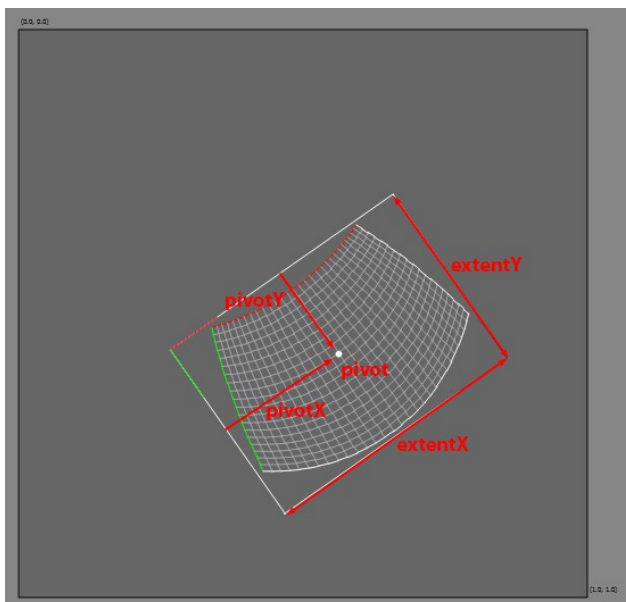 (0.0, 0.0)
extentY
pivotY
pivot
pivotX
extentX
(1.0, 1.0)